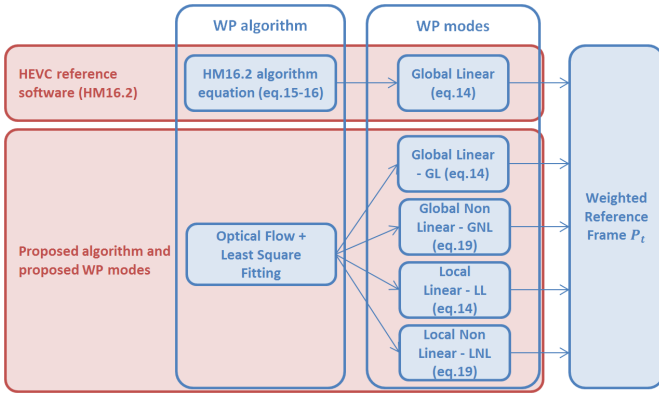 WP algorithm
WP modes
HEVC reference
software (HM16.2)
HM16.2 algorithm
equation (eq.15-16)
Global Linear
(eq.14)
Global Linear
- GL (eq.14)
Global Non
Linear - GNL
(eq.19)
Local
Linear - LL
(eq.14)
Local Non
Linear - LNL
(eq.19)
Proposed algorithm and
proposed WP modes
Optical Flow +
Least Square
Fitting
Weighted
Reference
Frame P_t